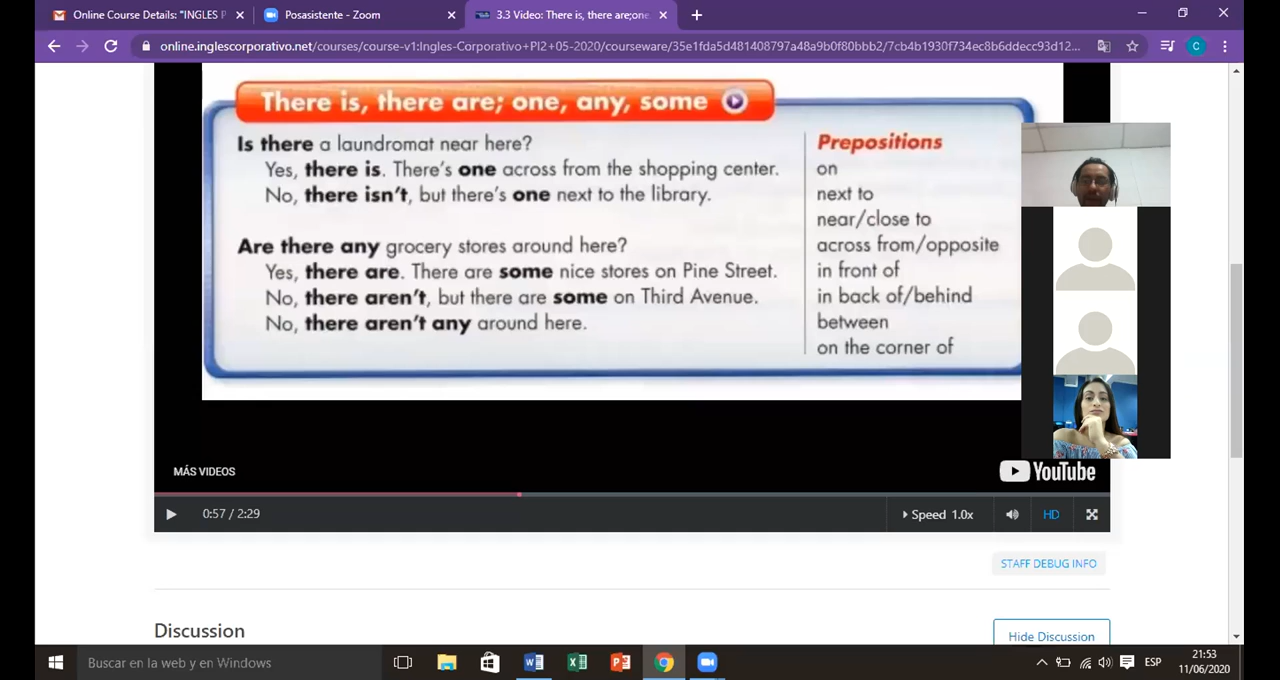 Online Course Details: "INGLES P
Posasistente - Zoom
3.3 Video: There is, there are;one
online.inglescorporativo.net/courses/course-v1:Ingles-Corporativo+PI2+05-2020/courseware/35e1fda5d481408797a48a9b0f80bbb2/7cb4b1930f734ec8b6ddecc93d12...
C
There is, there are; one, any, some
Is there a laundromat near here?
Yes, there is. There's one across from the shopping center.
No, there isn't, but there's one next to the library.
Are there any grocery stores around here?
Yes, there are. There are some nice stores on Pine Street.
No, there aren't, but there are some on Third Avenue.
No, there aren't any around here.
Prepositions
on
next to
near/close to
across from/opposite
in front of
in back of/behind
between
on the corner of
MÁS VIDEOS
YouTube
0:57 / 2:29
Speed 1.0x
HD
STAFF DEBUG INFO
Discussion
Hide Discussion
Buscar en la web y en Windows
ESP
21:53
11/06/2020